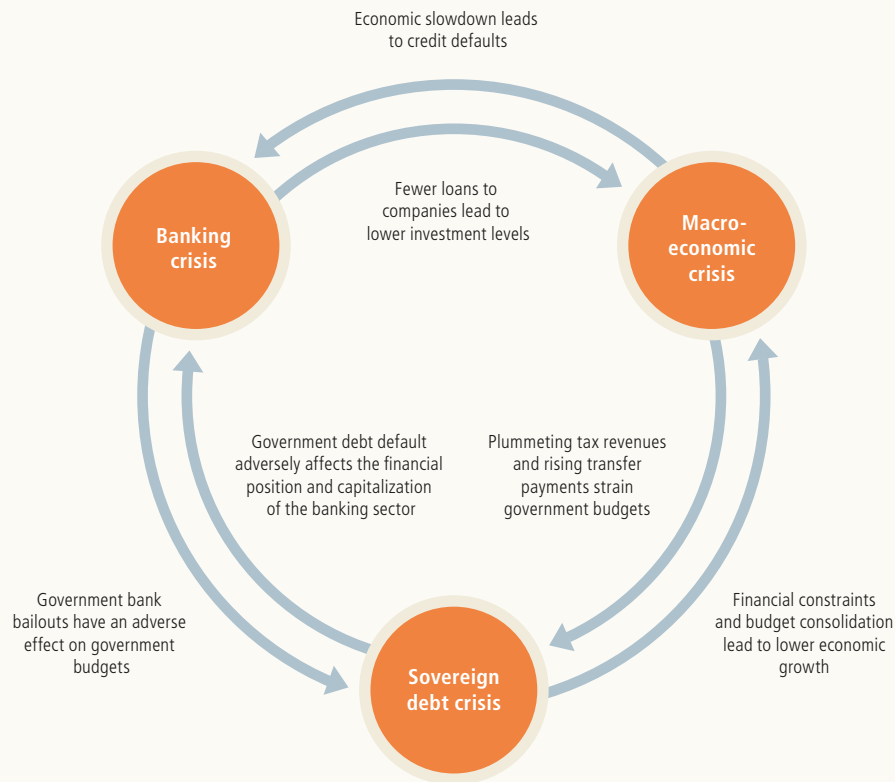 Economic slowdown leads
to credit defaults
Fewer loans to
companies lead to
lower investment levels
Banking
crisis
Macro-
economic
crisis
Government debt default
adversely affects the financial
position and capitalization
of the banking sector
Plummeting tax revenues
and rising transfer
payments strain
government budgets
Government bank
bailouts have an adverse
effect on government
budgets
Financial constraints
and budget consolidation
lead to lower economic
growth
Sovereign
debt crisis